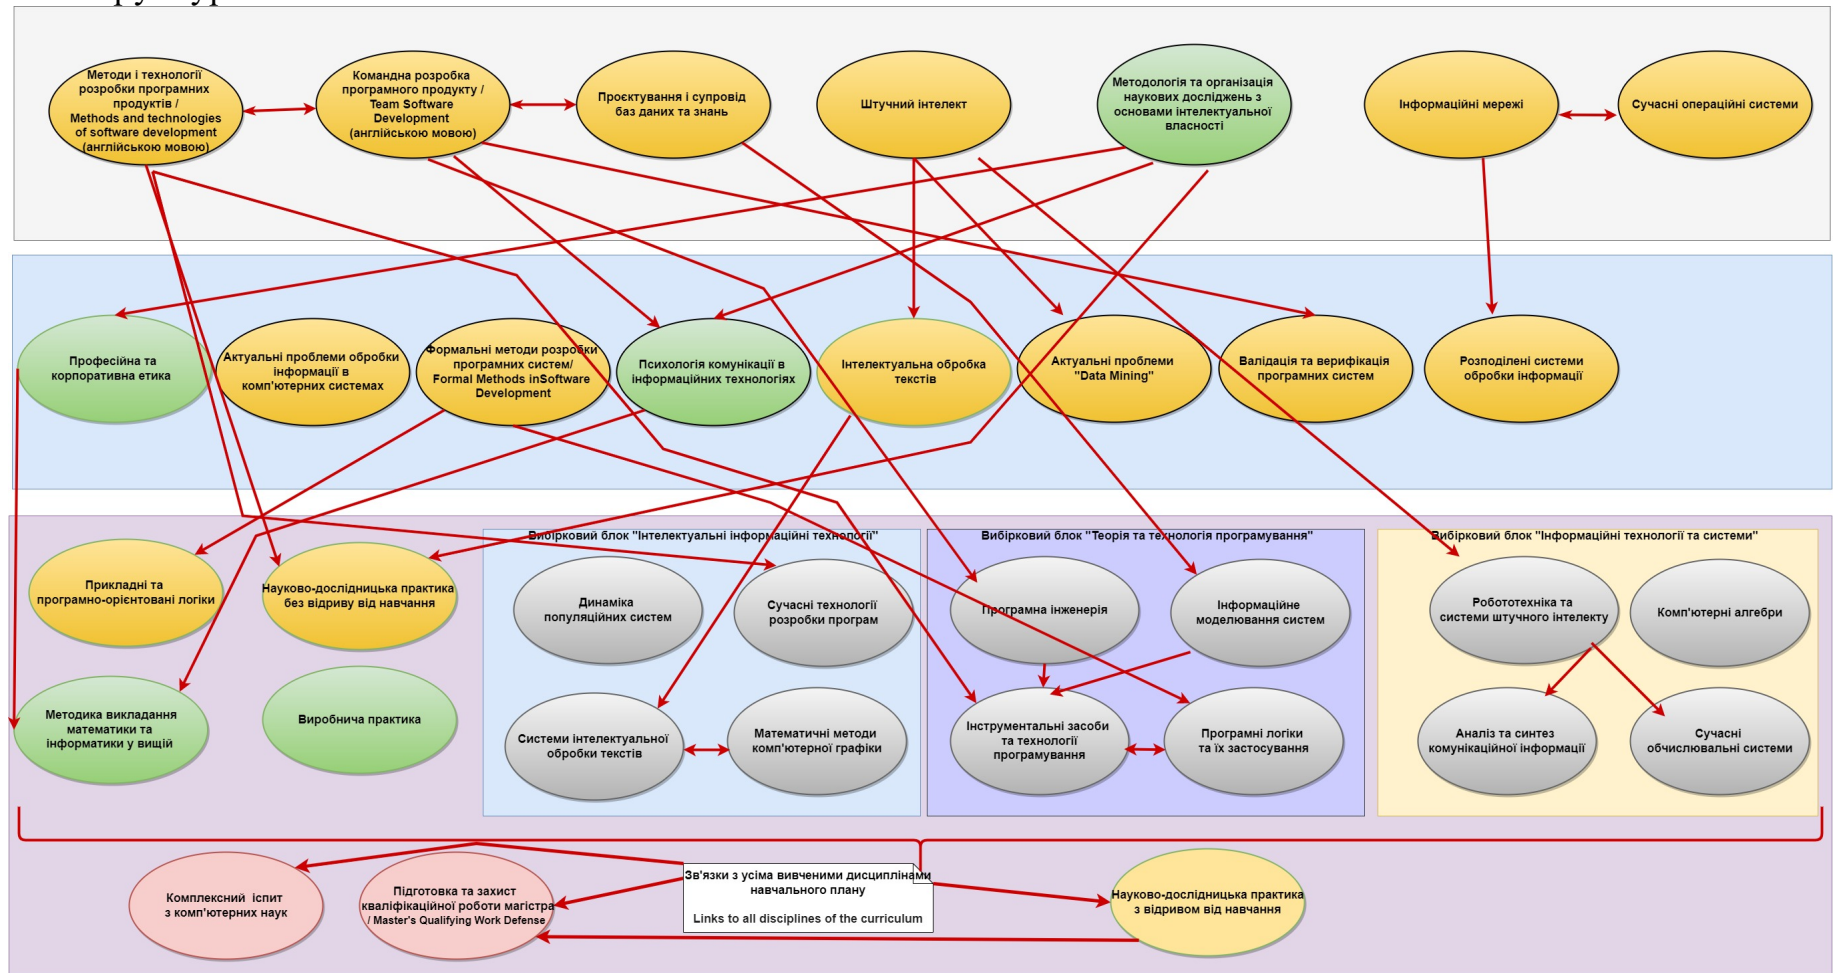 Методи і технології
розробки програмних
продуктів /
Methods and technologies
of software development
(англійською мовою)
Командна розробка
програмного продукту /
Team Software
Development
(англійською мовою)
Проєктування і супровід
баз даних та знань
Штучний інтелект
Методологія та організація
наукових досліджень з
основами інтелектуальної
власності
Інформаційні мережі
Сучасні операційні системи
Професійна та
корпоративна етика
Актуальні проблеми обробки
інформації в
комп'ютерних системах
Формальні методи розробки
програмних систем/
Formal Methods inSoftware
Development
Психологія комунікації в
інформаційних технологіях
Інтелектуальна обробка
текстів
Актуальні проблеми
"Data Mining"
Валідація та верифікація
програмних систем
Розподілені системи
обробки інформації
Прикладні та
програмно-орієнтовані логіки
Науково-дослідницька практика
без відриву від навчання
Методика викладання
математики та
інформатики у вищій
Виробнича практика
Вибірковий блок "Інтелектуальні інформаційні технології"
Динаміка
популяційних систем
Сучасні технології
розробки програм
Системи інтелектуальної
обробки текстів
Математичні методи
комп'ютерної графіки
Вибірковий блок "Теорія та технологія програмування"
Програмна інженерія
Інформаційне
моделювання систем
Інструментальні засоби
та технології
програмування
Програмні логіки
та їх застосування
Вибірковий блок "Інформаційні технології та системи"
Робототехніка та
системи штучного інтелекту
Комп'ютерні алгебри
Аналіз та синтез
комунікаційної інформації
Сучасні
обчислювальні системи
Комплексний іспит
з комп'ютерних наук
Підготовка та захист
кваліфікаційної роботи магістра
/ Master's Qualifying Work Defense
Зв'язки з усіма вивченими дисциплінами
навчального плану
Links to all disciplines of the curriculum
Науково-дослідницька практика
з відривом від навчання